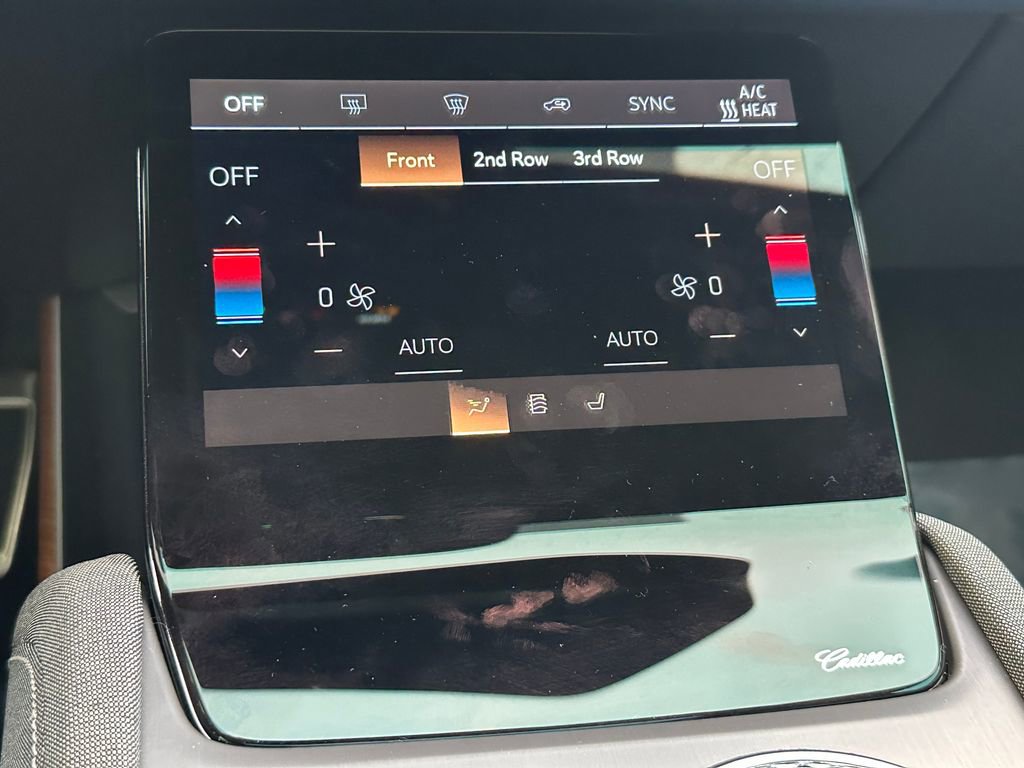 OFF SYNC A/C HEAT
Front 2nd Row 3rd Row
OFF OFF
0 0
AUTO AUTO
Cadillac